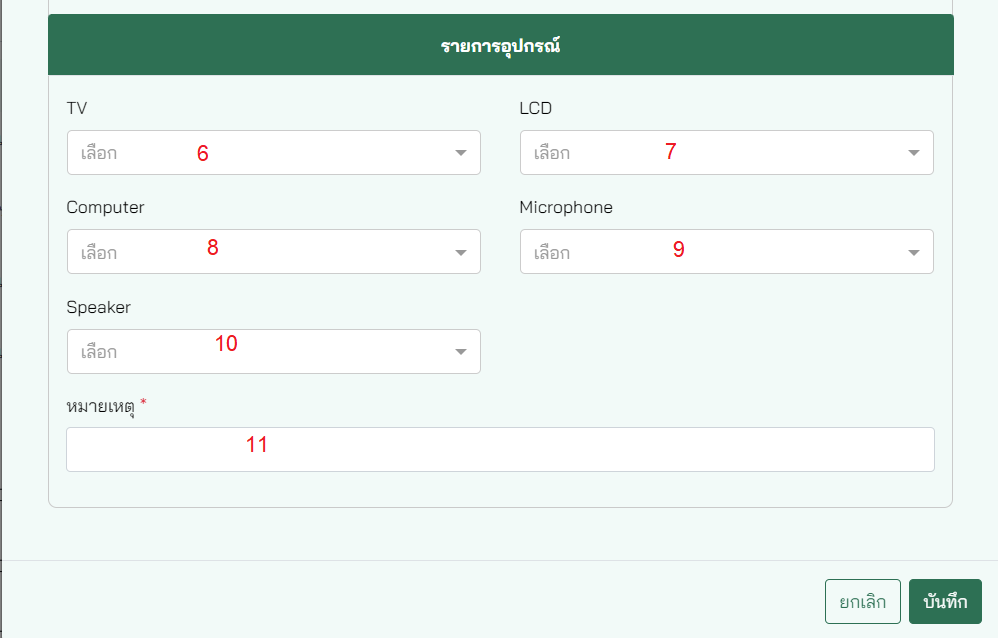 รายการอุปกรณ์
TV LCD
เลือก 6 เลือก 7
Computer Microphone
เลือก 8 เลือก 9
Speaker
เลือก 10
หมายเหตุ *
11
ยกเลิก บันทึก